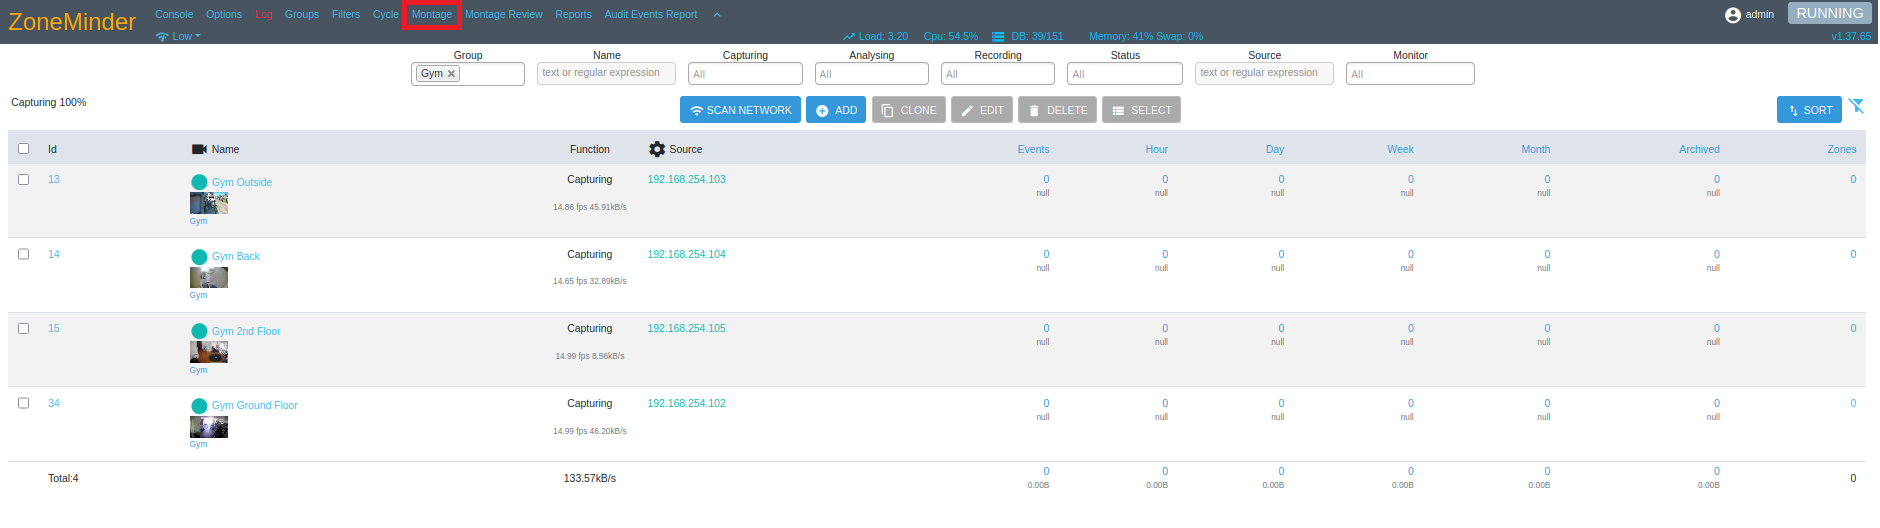 ZoneMinder Console Options Log Groups Filters Cycle Montage Montage Review Reports Audit Events Report admin RUNNING
Low Load: 3.20 Cpu: 54.5% DB: 39/151 Memory: 41% Swap: 0% v1.37.65
Group Name Capturing Analysing Recording Status Source Monitor
Gym text or regular expression All All All All text or regular expression All
Capturing 100% SCAN NETWORK ADD CLONE EDIT DELETE SELECT SORT
Id Name Function Source Events Hour Day Week Month Archived Zones
13 Gym Outside Capturing 192.168.254.103 0 0 0 0 0 0 0
null null null null null null
14.86 fps 45.91kB/s
Gym
14 Gym Back Capturing 192.168.254.104 0 0 0 0 0 0 0
null null null null null null
14.65 fps 32.89kB/s
Gym
15 Gym 2nd Floor Capturing 192.168.254.105 0 0 0 0 0 0 0
null null null null null null
14.99 fps 8.56kB/s
Gym
34 Gym Ground Floor Capturing 192.168.254.102 0 0 0 0 0 0 0
null null null null null null
14.99 fps 46.20kB/s
Gym
Total:4 133.57kB/s 0 0 0 0 0 0 0
0.00B 0.00B 0.00B 0.00B 0.00B 0.00B